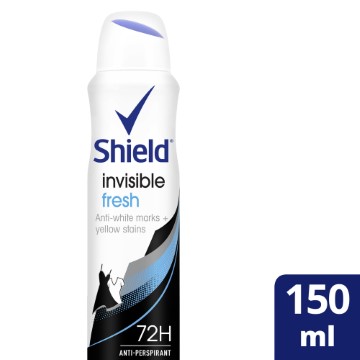 Shield®
invisible
fresh
Anti-white marks +
yellow stains
72H
ANTI-PERSPIRANT
150
ml